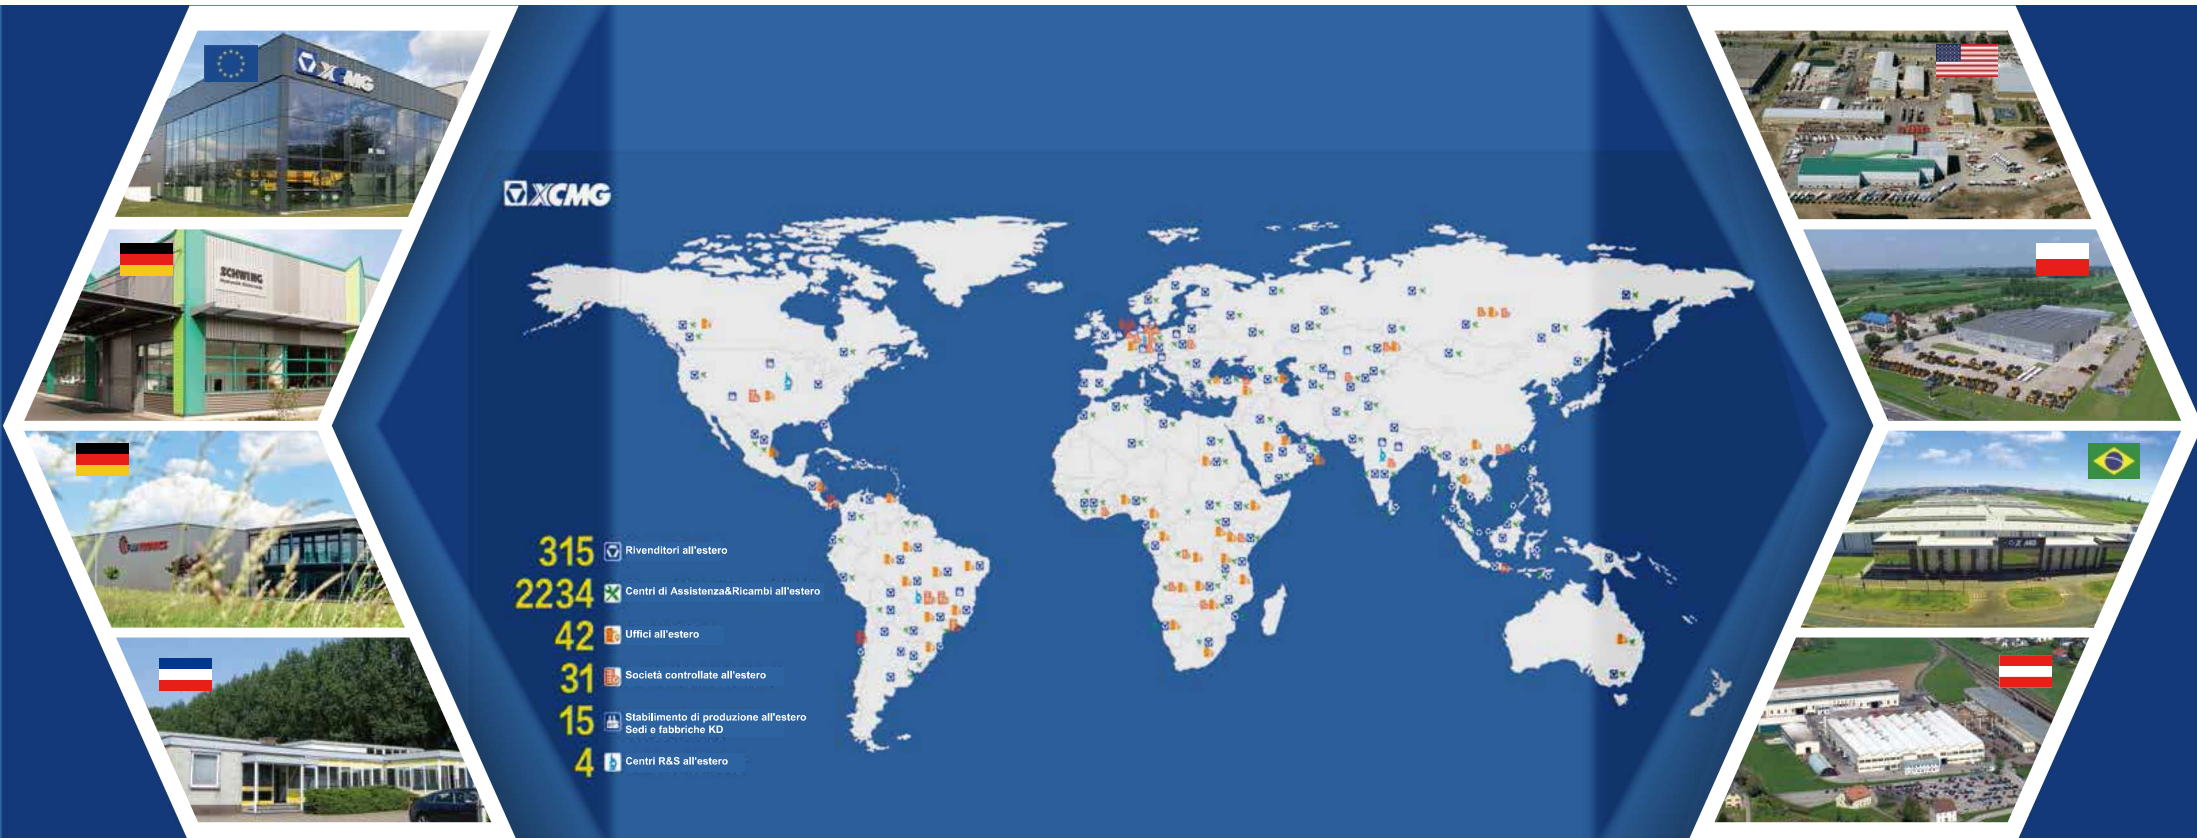 XCMG
SCHWING
XCMG
315 Rivenditori all'estero
2234 Centri di Assistenza&Ricambi all'estero
42 Uffici all'estero
31 Società controllate all'estero
15 Stabilimento di produzione all'estero
Sedi e fabbriche KD
4 Centri R&S all'estero